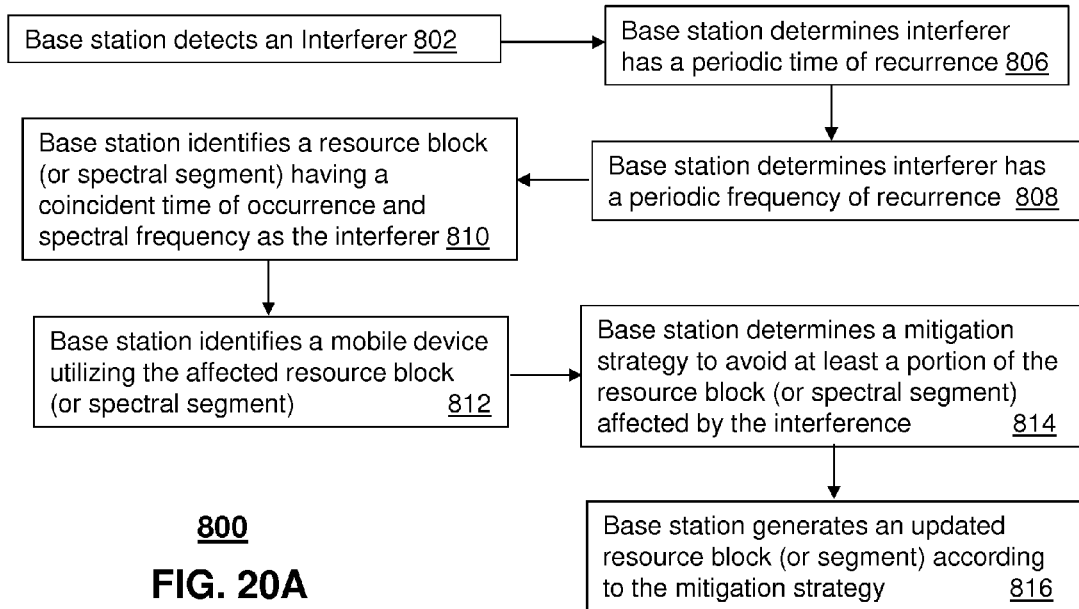 Base station detects an Interferer 802
Base station determines interferer
has a periodic time of recurrence 806
Base station determines interferer has
a periodic frequency of recurrence 808
Base station identifies a resource block
(or spectral segment) having a
coincident time of occurrence and
spectral frequency as the interferer 810
Base station identifies a mobile device
utilizing the affected resource block
(or spectral segment) 812
Base station determines a mitigation
strategy to avoid at least a portion of the
resource block (or spectral segment)
affected by the interference 814
Base station generates an updated
resource block (or segment) according
to the mitigation strategy 816
800
FIG. 20A